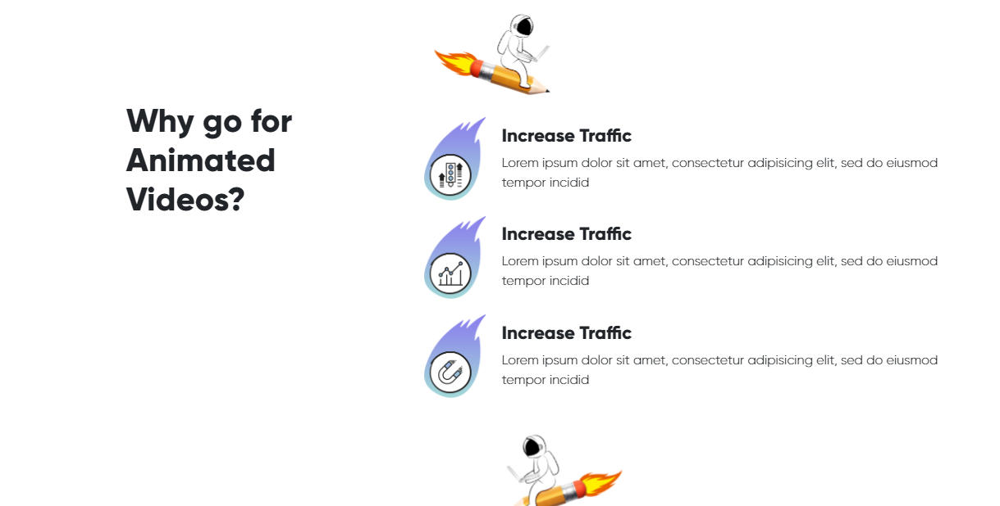 Why go for
Animated
Videos?
Increase Traffic
Lorem ipsum dolor sit amet, consectetur adipisicing elit, sed do eiusmod
tempor incidid
Increase Traffic
Lorem ipsum dolor sit amet, consectetur adipisicing elit, sed do eiusmod
tempor incidid
Increase Traffic
Lorem ipsum dolor sit amet, consectetur adipisicing elit, sed do eiusmod
tempor incidid